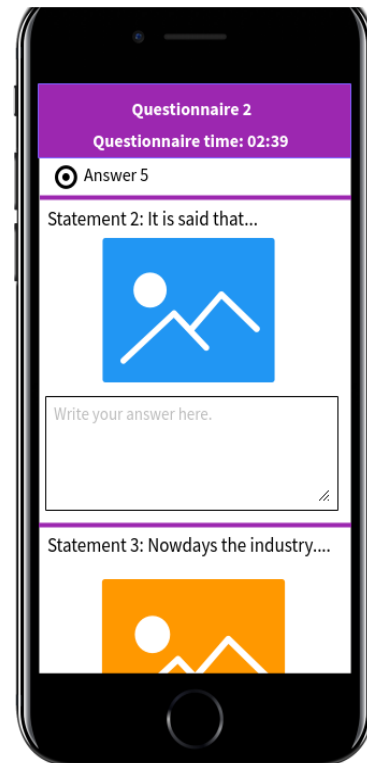 Questionnaire 2
Questionnaire time: 02:39
Answer 5
Statement 2: It is said that...
Write your answer here.
Statement 3: Nowdays the industry....